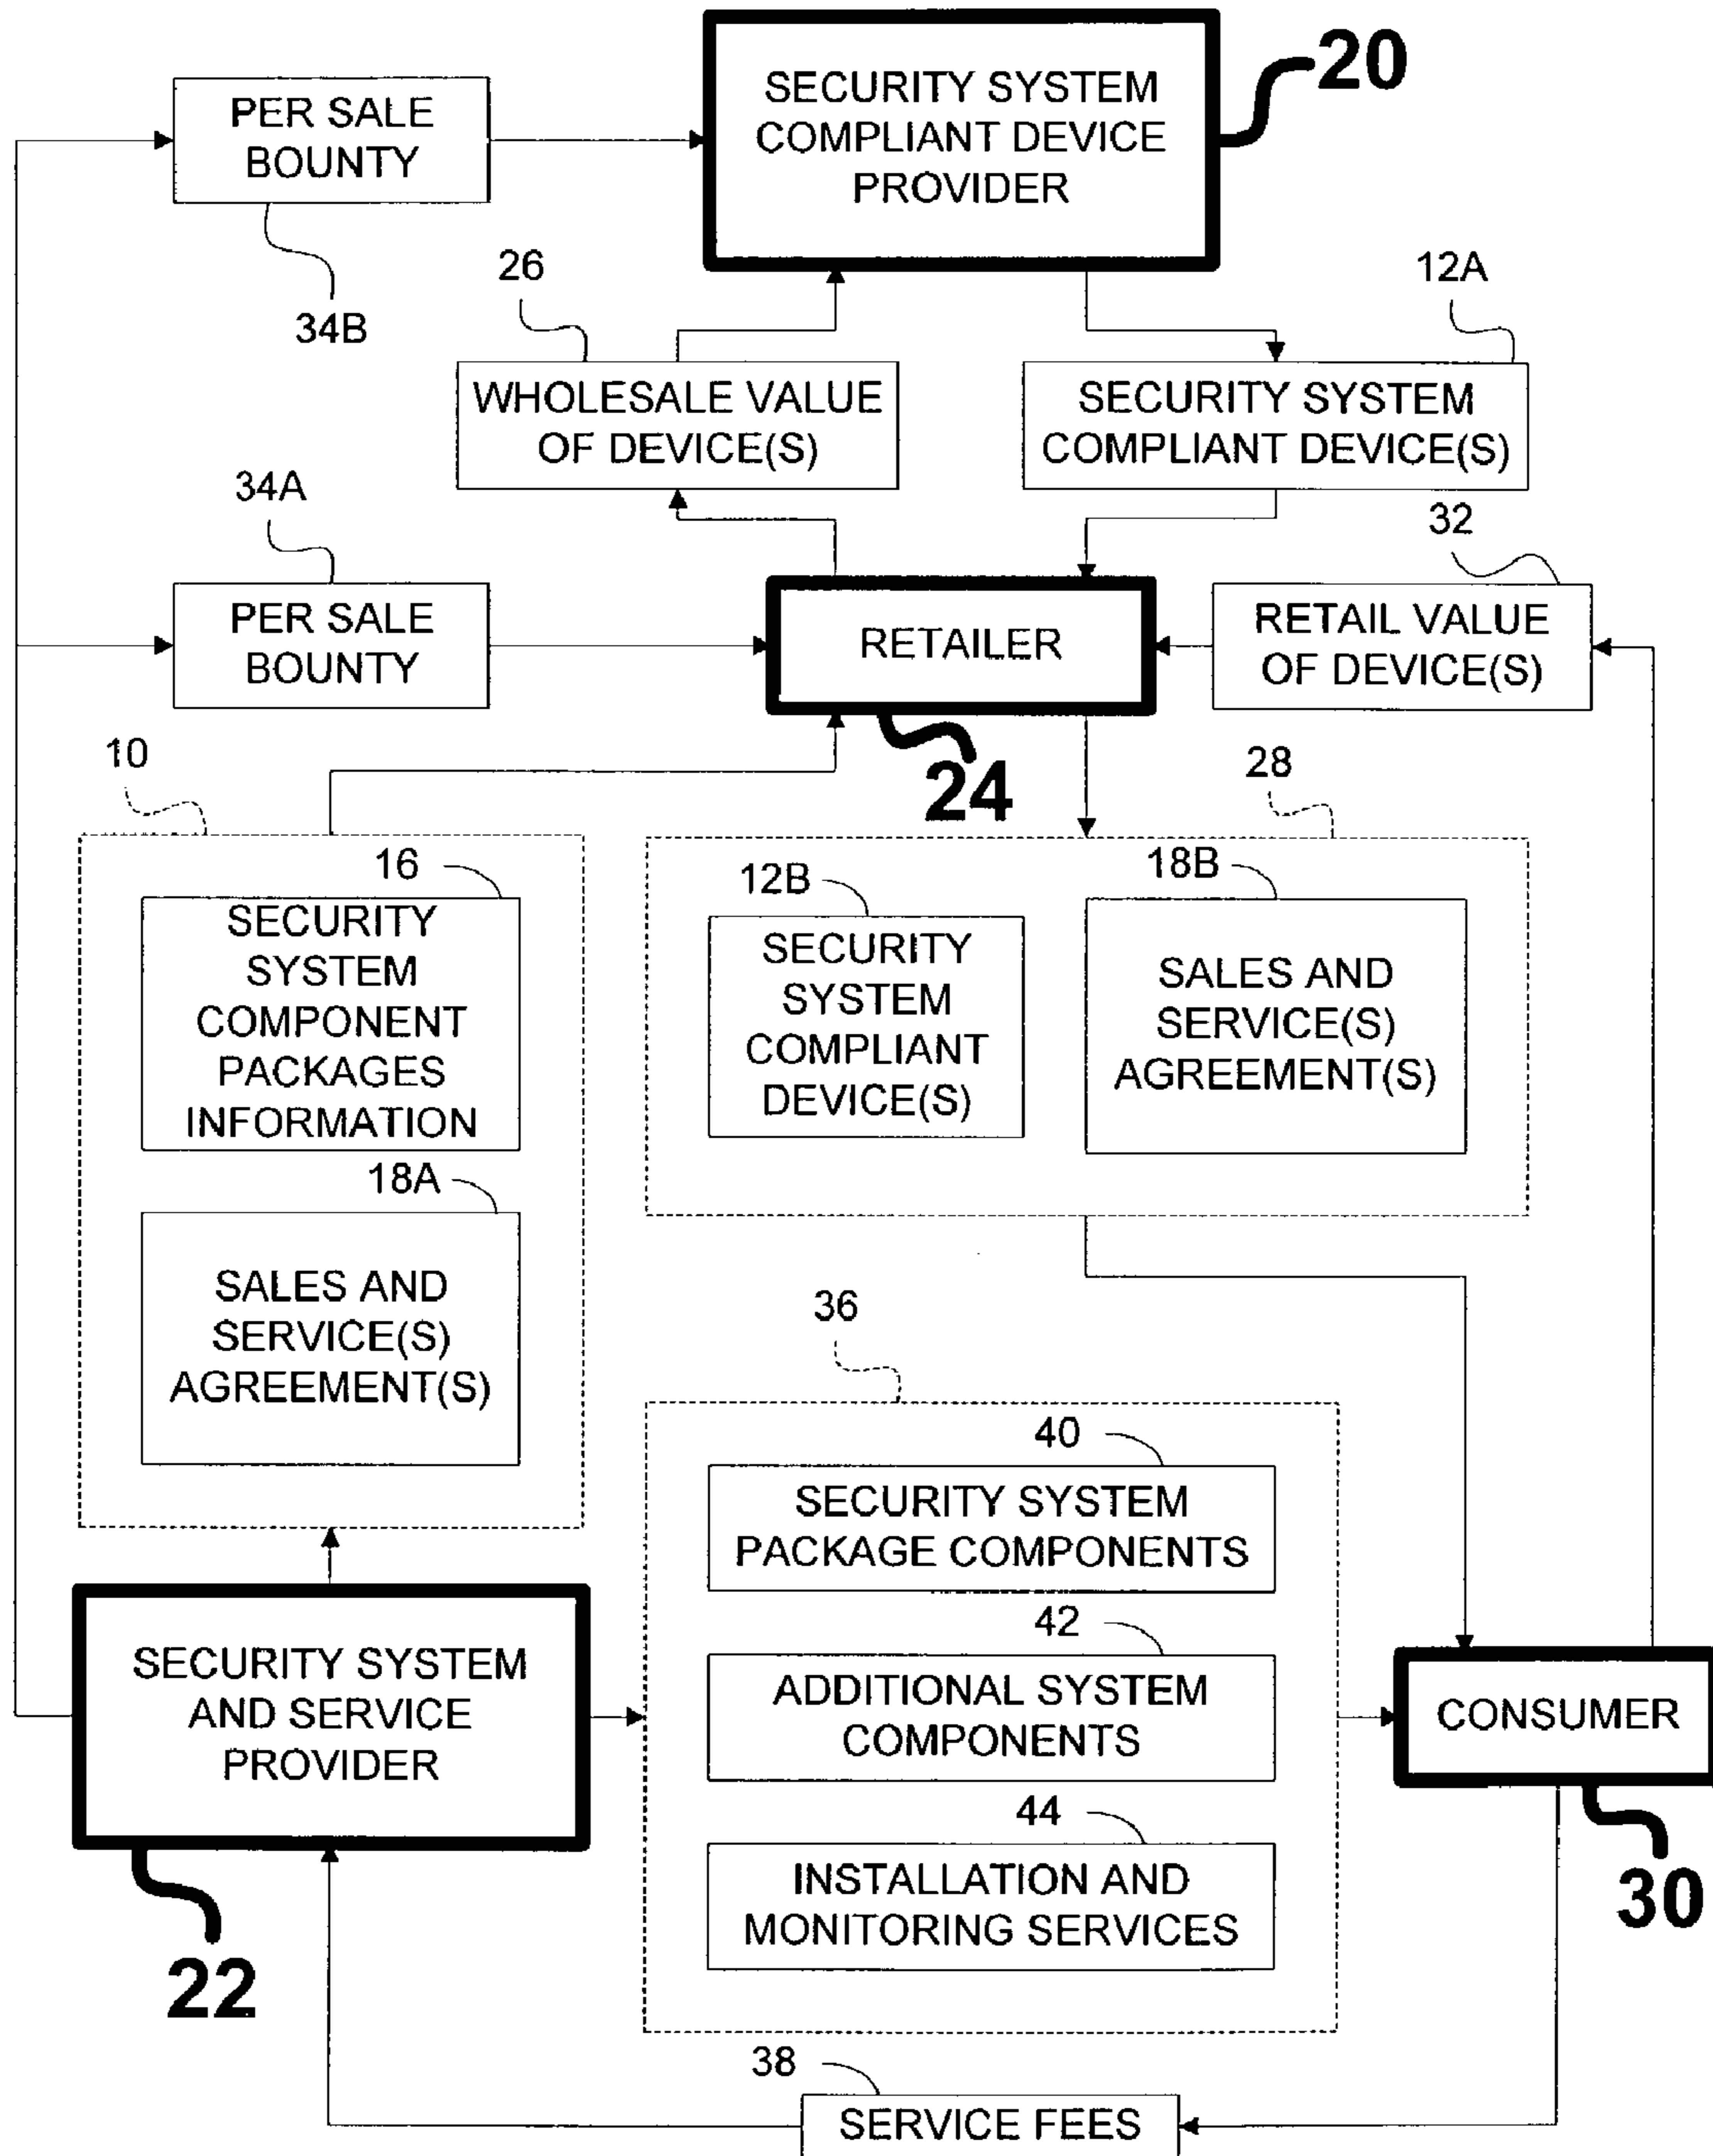 20
SECURITY SYSTEM
COMPLIANT DEVICE
PROVIDER
PER SALE
BOUNTY
34B
26
12A
WHOLESALE VALUE
OF DEVICE(S)
SECURITY SYSTEM
COMPLIANT DEVICE(S)
34A
32
PER SALE
BOUNTY
RETAILER
RETAIL VALUE
OF DEVICE(S)
24
10
28
16
SECURITY
SYSTEM
COMPONENT
PACKAGES
INFORMATION
12B
SECURITY
SYSTEM
COMPLIANT
DEVICE(S)
18B
SALES AND
SERVICE(S)
AGREEMENT(S)
18A
SALES AND
SERVICE(S)
AGREEMENT(S)
36
40
SECURITY SYSTEM
PACKAGE COMPONENTS
42
ADDITIONAL SYSTEM
COMPONENTS
44
INSTALLATION AND
MONITORING SERVICES
SECURITY SYSTEM
AND SERVICE
PROVIDER
22
CONSUMER
30
38
SERVICE FEES